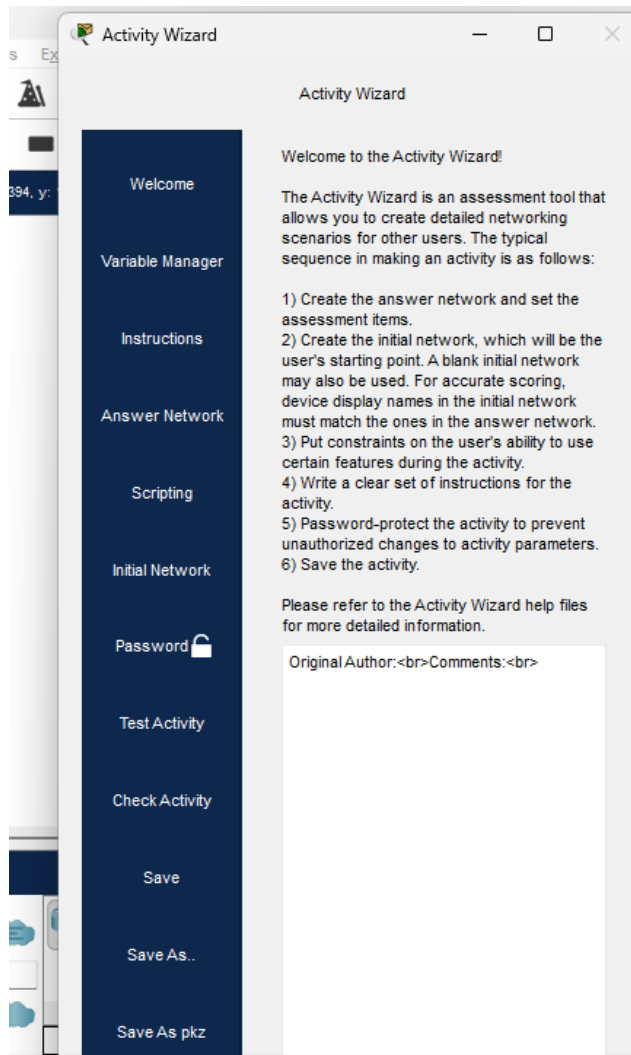 Activity Wizard
s Ex
394, y:
Activity Wizard
Welcome
Variable Manager
Instructions
Answer Network
Scripting
Initial Network
Password
Test Activity
Check Activity
Save
Save As..
Save As pkz
Welcome to the Activity Wizard!
The Activity Wizard is an assessment tool that
allows you to create detailed networking
scenarios for other users. The typical
sequence in making an activity is as follows:
1) Create the answer network and set the
assessment items.
2) Create the initial network, which will be the
user's starting point. A blank initial network
may also be used. For accurate scoring,
device display names in the initial network
must match the ones in the answer network.
3) Put constraints on the user's ability to use
certain features during the activity.
4) Write a clear set of instructions for the
activity.
5) Password-protect the activity to prevent
unauthorized changes to activity parameters.
6) Save the activity.
Please refer to the Activity Wizard help files
for more detailed information.
Original Author:<br>Comments:<br>